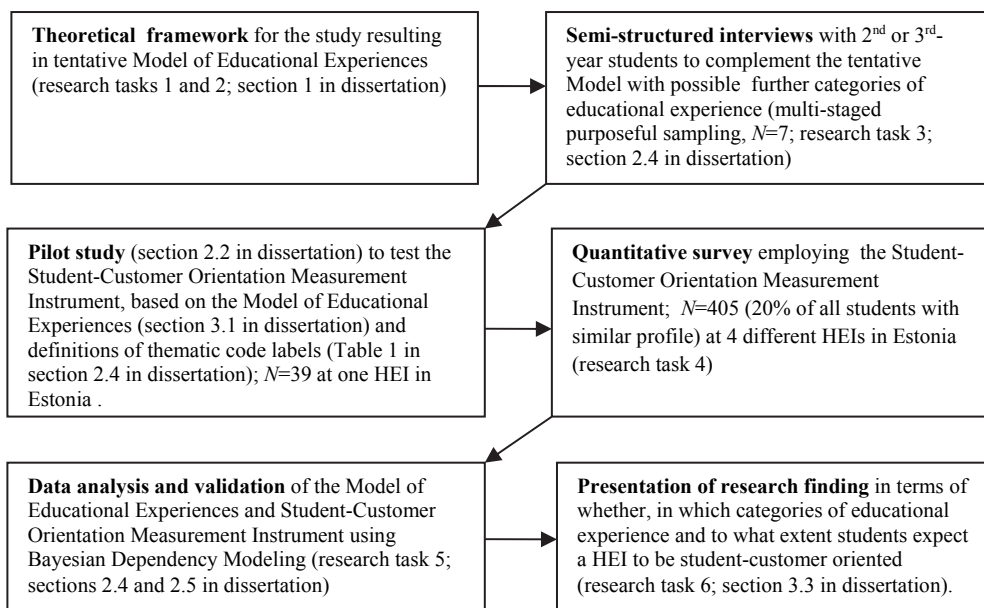 Theoretical framework for the study resulting
in tentative Model of Educational Experiences
(research tasks 1 and 2; section 1 in dissertation)
Semi-structured interviews with 2nd or 3rd-
year students to complement the tentative
Model with possible further categories of
educational experience (multi-staged
purposeful sampling, N=7; research task 3;
section 2.4 in dissertation)
Pilot study (section 2.2 in dissertation) to test the
Student-Customer Orientation Measurement
Instrument, based on the Model of Educational
Experiences (section 3.1 in dissertation) and
definitions of thematic code labels (Table 1 in
section 2.4 in dissertation); N=39 at one HEI in
Estonia .
Quantitative survey employing the Student-
Customer Orientation Measurement
Instrument; N=405 (20% of all students with
similar profile) at 4 different HEIs in Estonia
(research task 4)
Data analysis and validation of the Model of
Educational Experiences and Student-Customer
Orientation Measurement Instrument using
Bayesian Dependency Modeling (research task 5;
sections 2.4 and 2.5 in dissertation)
Presentation of research finding in terms of
whether, in which categories of educational
experience and to what extent students expect
a HEI to be student-customer oriented
(research task 6; section 3.3 in dissertation).